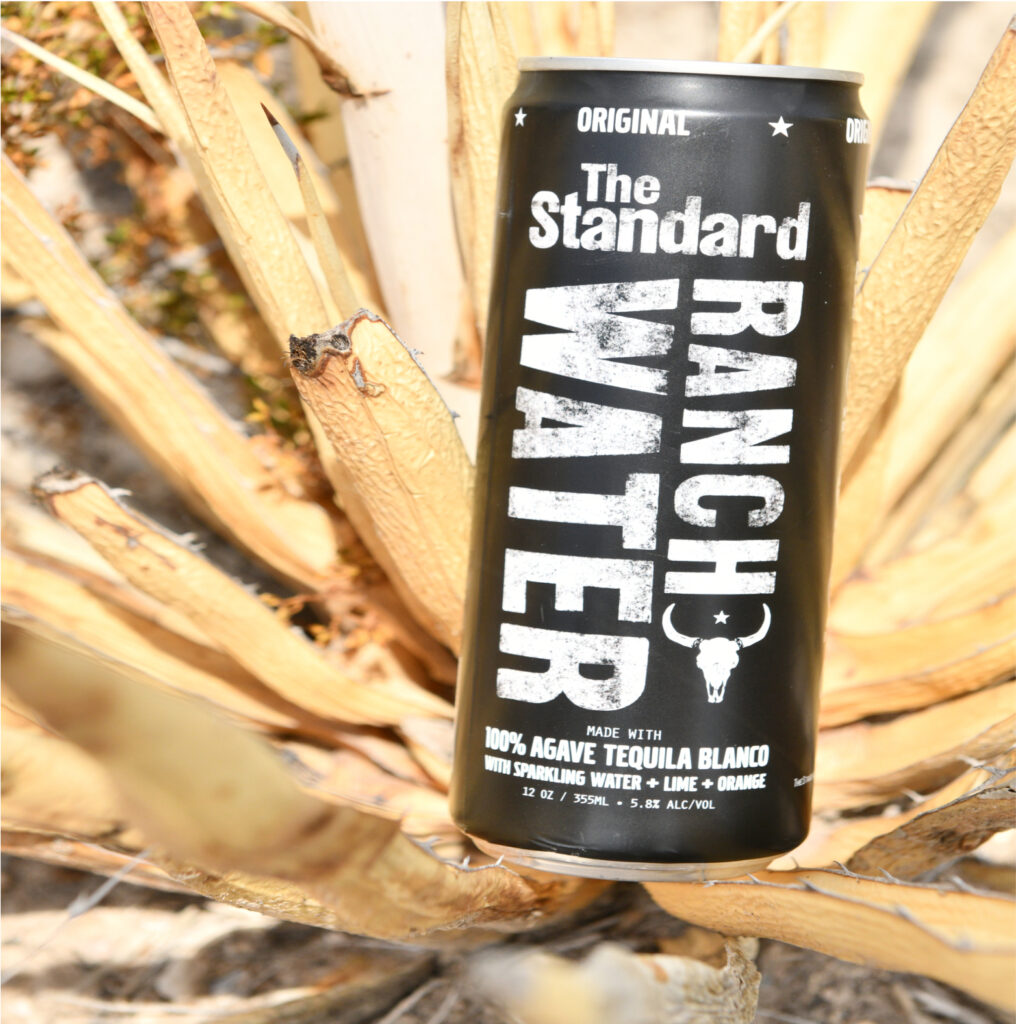 ORIGINAL
The
Standard
RANCH
WATER
MADE WITH
100% AGAVE TEQUILA BLANCO
WITH SPARKLING WATER + LIME + ORANGE
12 OZ / 355ML • 5.8% ALC/VOL